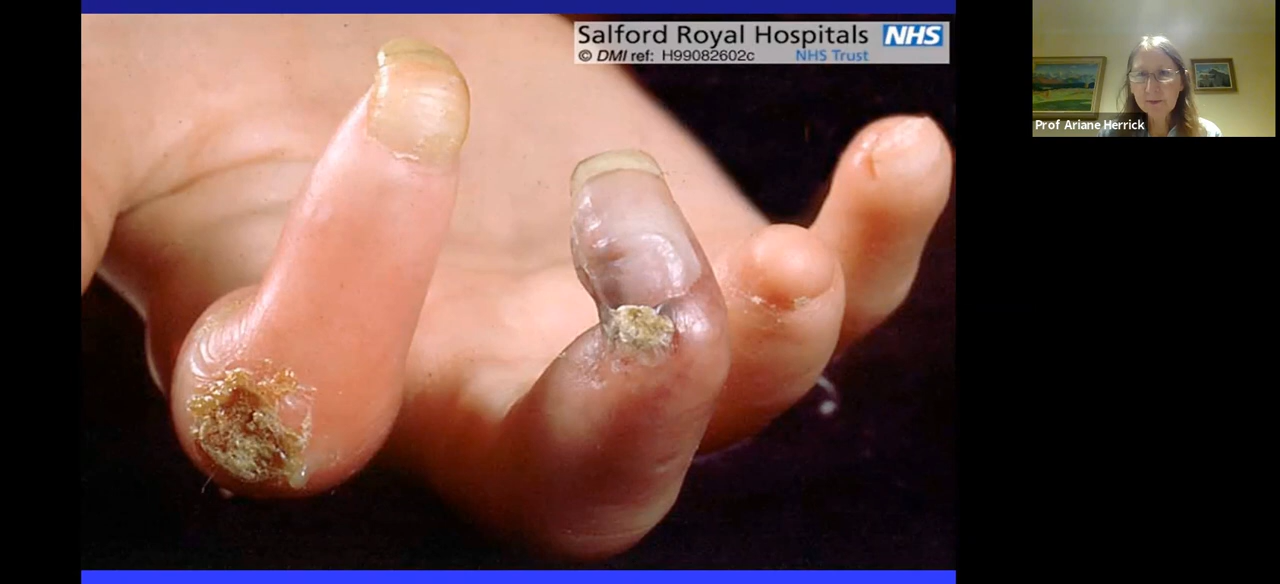 Salford Royal Hospitals NHS
© DMI ref: H99082602c NHS Trust
Prof Ariane Herrick